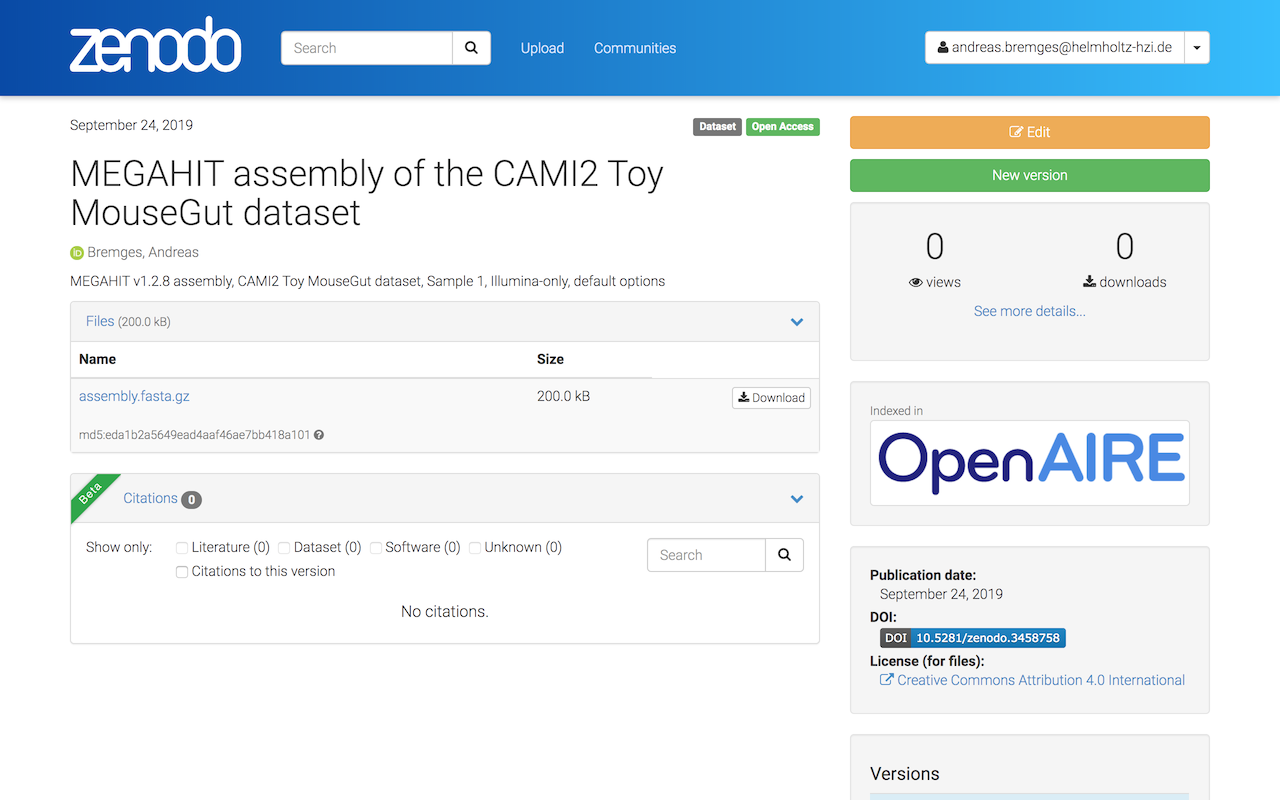 zenodo
Search
Upload
Communities
andreas.bremges@helmholtz-hzi.de
September 24, 2019
Dataset
Open Access
MEGAHIT assembly of the CAMI2 Toy
MouseGut dataset
iD Bremges, Andreas
MEGAHIT v1.2.8 assembly, CAMI2 Toy MouseGut dataset, Sample 1, Illumina-only, default options
Files (200.0 kB)
Name Size
assembly.fasta.gz 200.0 kB Download
md5:eda1b2a5649ead4aaf46ae7bb418a101 ?
Beta
Citations 0
Show only: Literature (0) Dataset (0) Software (0) Unknown (0)
Citations to this version
Search
No citations.
Edit
New version
0 0
views downloads
See more details...
Indexed in
OpenAIRE
Publication date:
September 24, 2019
DOI:
DOI 10.5281/zenodo.3458758
License (for files):
Creative Commons Attribution 4.0 International
Versions